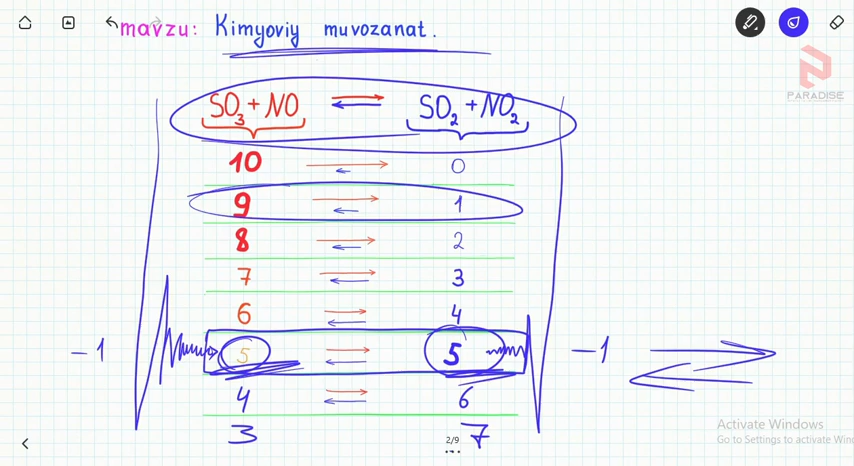 mavzu: Kimyoviy muvozanat.
PARADISE
SO₃ + NO ⇄ SO₂ + NO₂
10 → ← 0
9 → ← 1
8 → ← 2
7 → ← 3
6 → ← 4
-1 5 → ← 5 -1
4 → ← 6
3 7
2/9
Activate Windows
Go to Settings to activate Win